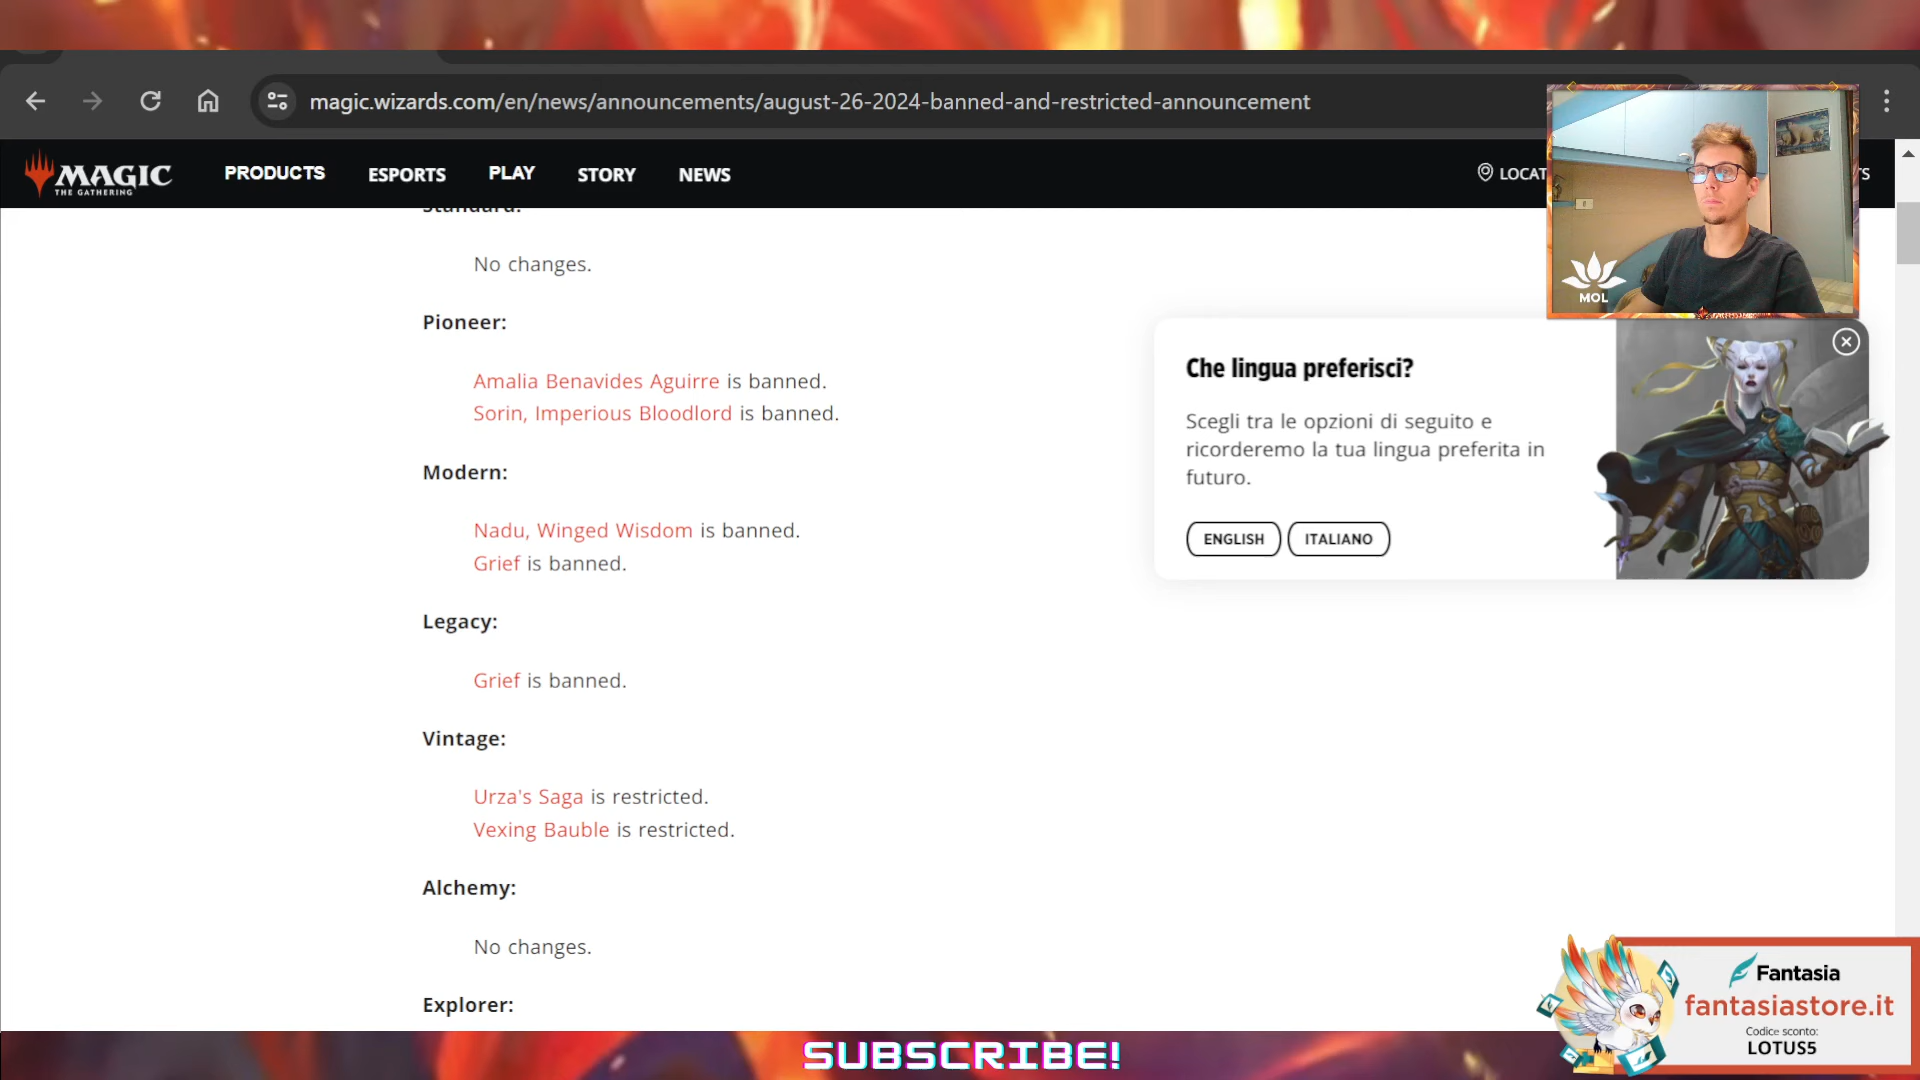 magic.wizards.com/en/news/announcements/august-26-2024-banned-and-restricted-announcement
MAGIC
THE GATHERING
PRODUCTS
ESPORTS
PLAY
STORY
NEWS
LOCAT
TS
Standard:
No changes.
Pioneer:
Amalia Benavides Aguirre is banned.
Sorin, Imperious Bloodlord is banned.
Modern:
Nadu, Winged Wisdom is banned.
Grief is banned.
Legacy:
Grief is banned.
Vintage:
Urza's Saga is restricted.
Vexing Bauble is restricted.
Alchemy:
No changes.
Explorer:
MOL
Che lingua preferisci?
Scegli tra le opzioni di seguito e
ricorderemo la tua lingua preferita in
futuro.
ENGLISH
ITALIANO
Fantasia
fantasiastore.it
Codice sconto:
LOTUS5
SUBSCRIBE!